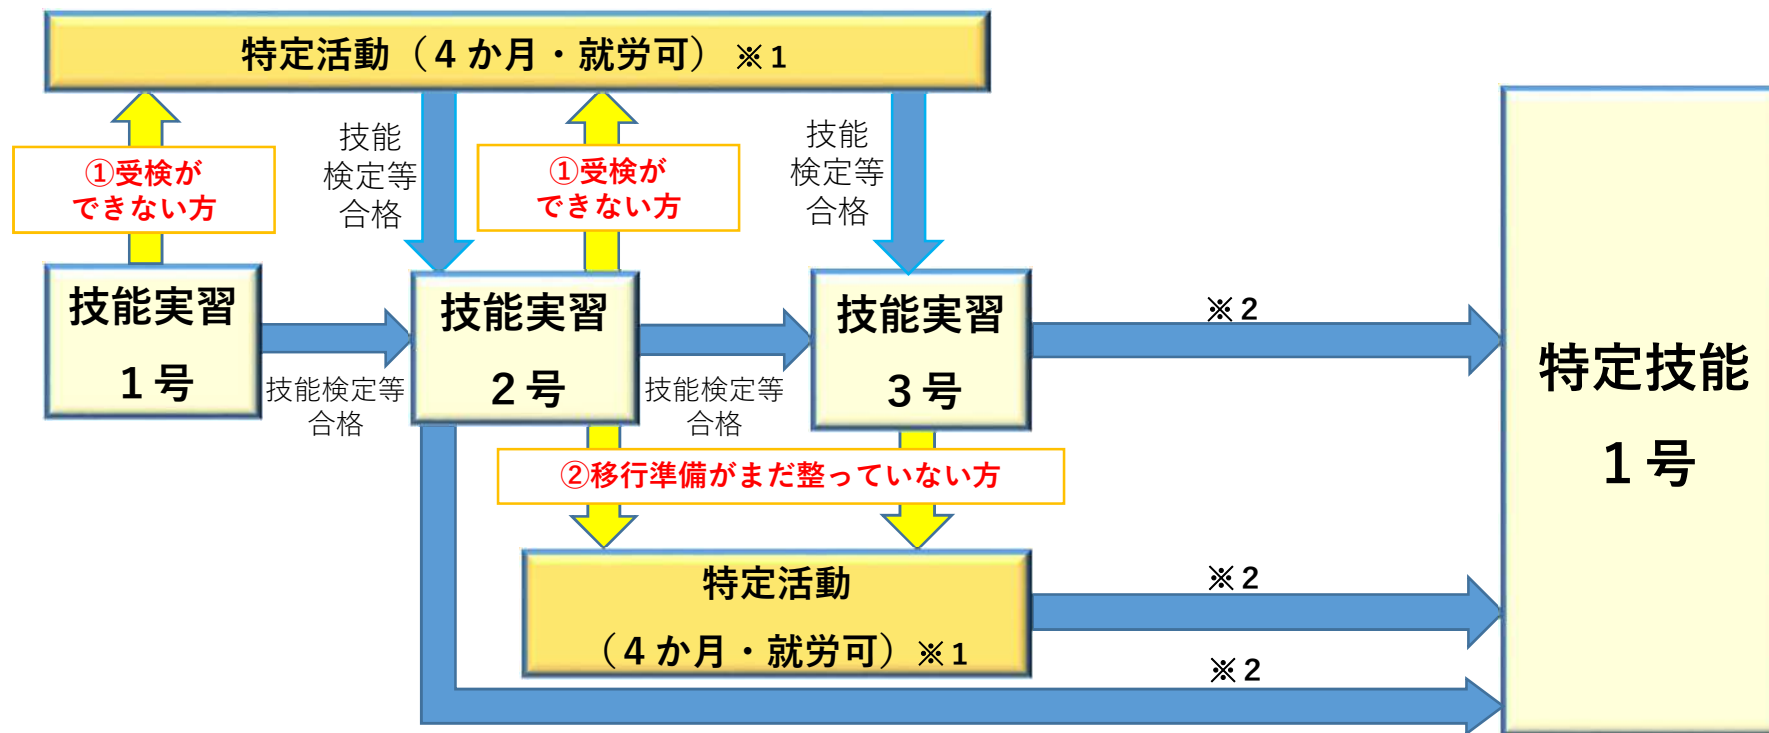 特定活動（４か月・就労可）※１
①受検が
できない方
技能
検定等
合格
①受検が
できない方
技能
検定等
合格
技能実習
１号
技能検定等
合格
技能実習
２号
技能検定等
合格
技能実習
３号
※２
特定技能
１号
②移行準備がまだ整っていない方
特定活動
（４か月・就労可）※１
※２
※２